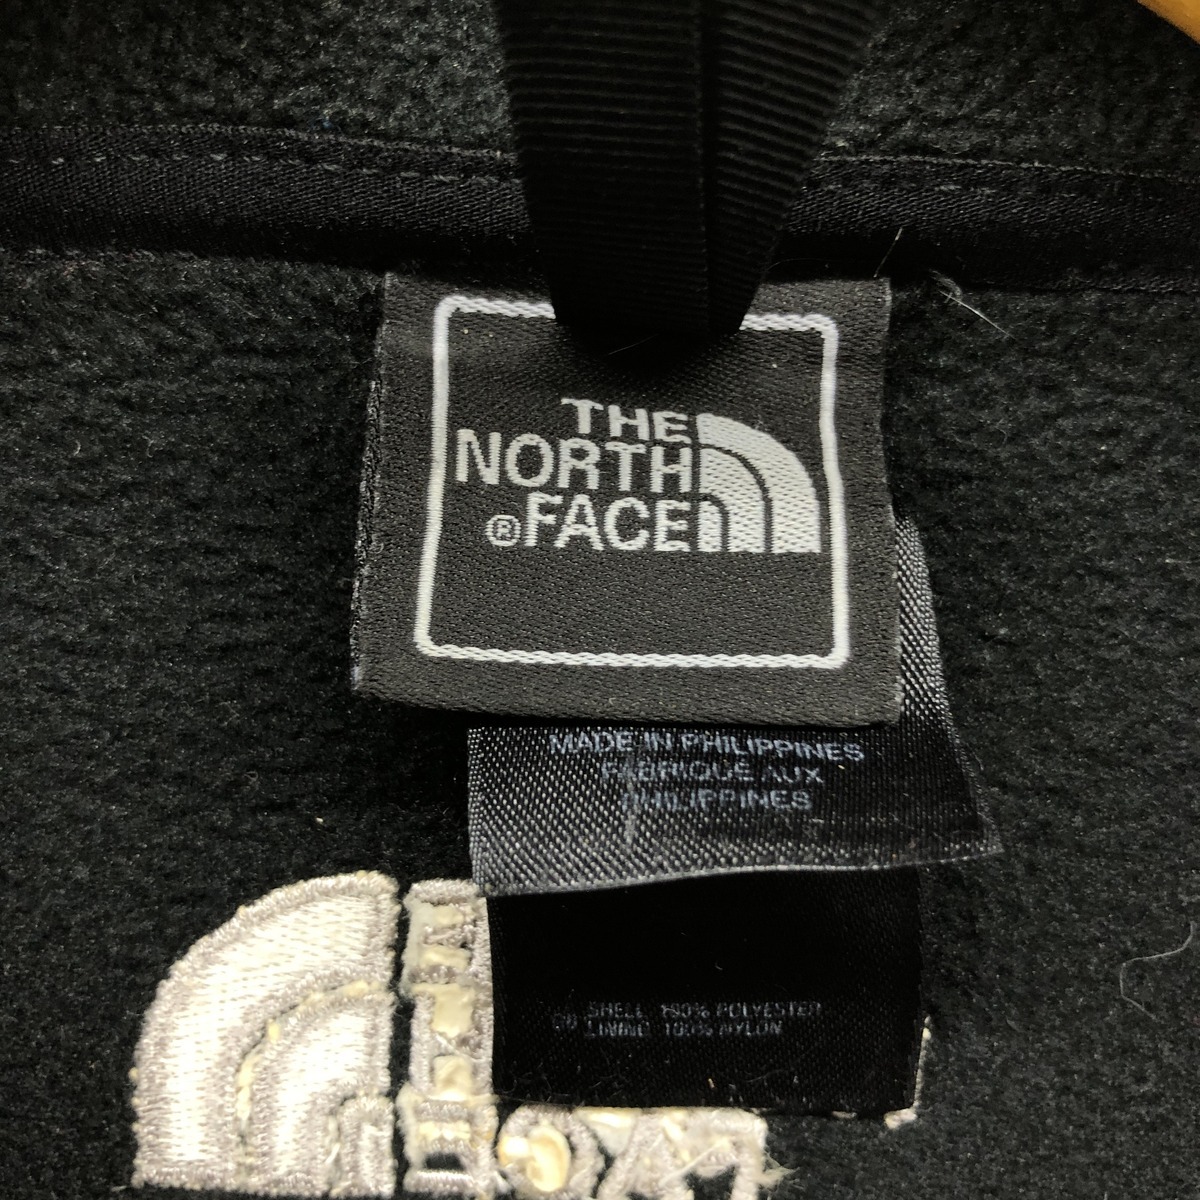 THE
NORTH
®FACE
MADE IN PHILIPPINES
FABRIQUÉ AUX
PHILIPPINES
SHELL 100% POLYESTER
LINING 100% NYLON